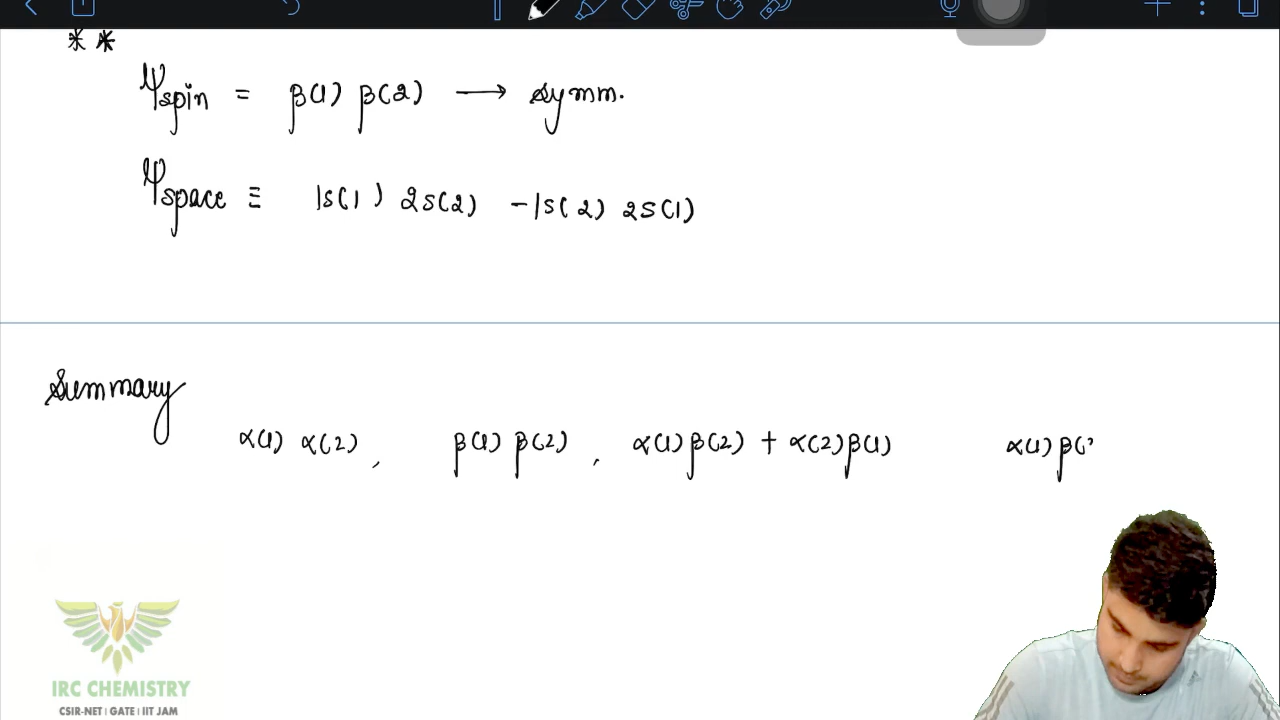 **
Ψspin = β(1) β(2) → symm.
Ψspace ≡ 1s(1) 2s(2) - 1s(2) 2s(1)
Summary
α(1) α(2), β(1) β(2), α(1)β(2) + α(2)β(1) α(1)β(
IRC CHEMISTRY
CSIR-NET | GATE | IIT JAM